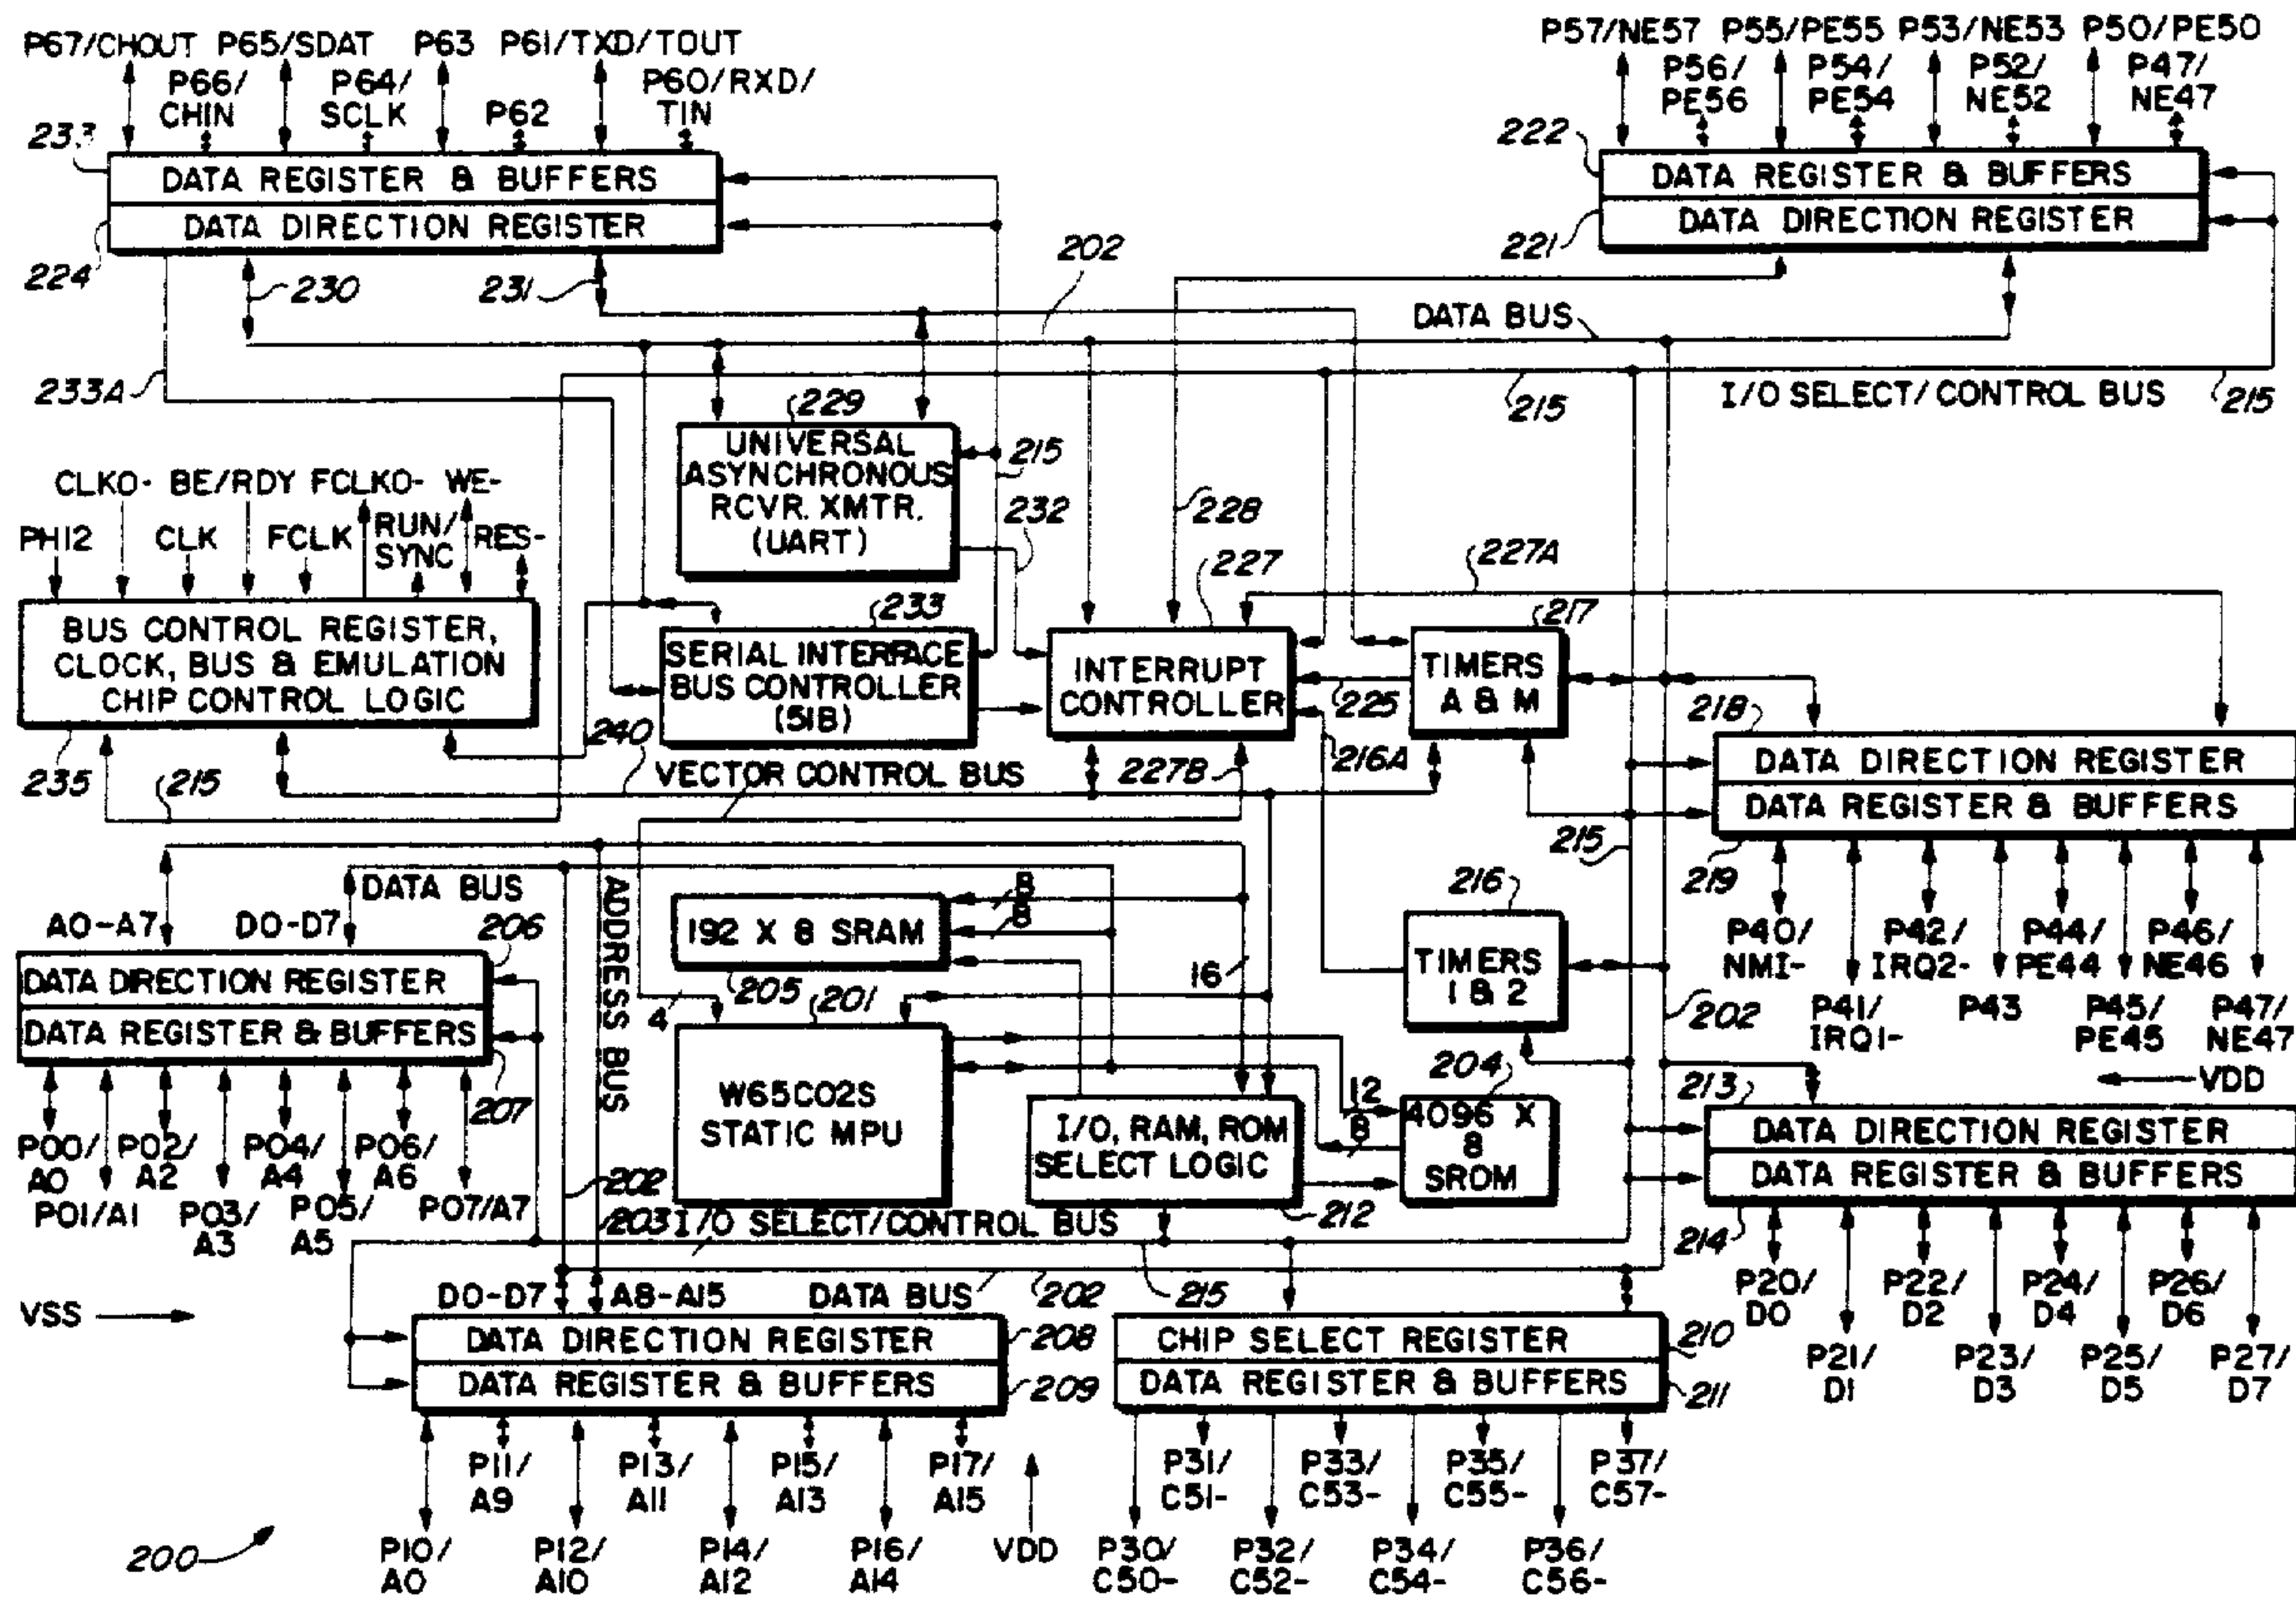 P67/CHOUT P65/SDAT P63 P61/TXD/TOUT
P66/
CHIN
P64/
SCLK
P62
P60/RXD/
TIN
233
DATA REGISTER & BUFFERS
DATA DIRECTION REGISTER
224
230
231
233A
P57/NE57 P55/PE55 P53/NE53 P50/PE50
P56/
PE56
P54/
PE54
P52/
NE52
P47/
NE47
222
DATA REGISTER & BUFFERS
DATA DIRECTION REGISTER
221
202
DATA BUS
215
I/O SELECT/CONTROL BUS
215
229
UNIVERSAL
ASYNCHRONOUS
RCVR. XMTR.
(UART)
215
232
228
227A
CLKO- BE/RDY FCLKO- WE-
PHI2
CLK
FCLK
RUN/
SYNC
RES-
BUS CONTROL REGISTER,
CLOCK, BUS & EMULATION
CHIP CONTROL LOGIC
235
215
233
SERIAL INTERFACE
BUS CONTROLLER
(51B)
240
VECTOR CONTROL BUS
227
INTERRUPT
CONTROLLER
227B
225
216A
217
TIMERS
A & M
218
DATA DIRECTION REGISTER
DATA REGISTER & BUFFERS
219
215
P40/
NMI-
P42/
IRQ2-
P44/
PE44
P46/
NE46
P41/
IRQ1-
P43
P45/
PE45
P47/
NE47
202
DATA BUS
A0-A7
D0-D7
206
DATA DIRECTION REGISTER
DATA REGISTER & BUFFERS
207
P00/
A0
P02/
A2
P04/
A4
P06/
A6
P01/A1
P03/
A3
P05/
A5
P07/A7
ADDRESS BUS
192 X 8 SRAM
8
8
205
201
16
4
W65C02S
STATIC MPU
216
TIMERS
1 & 2
204
12
8
4096 X
8
SROM
I/O, RAM, ROM
SELECT LOGIC
212
VDD
213
DATA DIRECTION REGISTER
DATA REGISTER & BUFFERS
214
P20/
D0
P22/
D2
P24/
D4
P26/
D6
P21/
D1
P23/
D3
P25/
D5
P27/
D7
202
203
I/O SELECT/CONTROL BUS
VSS
D0-D7
A8-A15
DATA BUS
202
215
DATA DIRECTION REGISTER
208
DATA REGISTER & BUFFERS
209
CHIP SELECT REGISTER
210
DATA REGISTER & BUFFERS
211
P11/
A9
P13/
A11
P15/
A13
P17/
A15
P10/
A0
P12/
A10
P14/
A12
P16/
A14
VDD
P31/
C51-
P33/
C53-
P35/
C55-
P37/
C57-
P30/
C50-
P32/
C52-
P34/
C54-
P36/
C56-
200